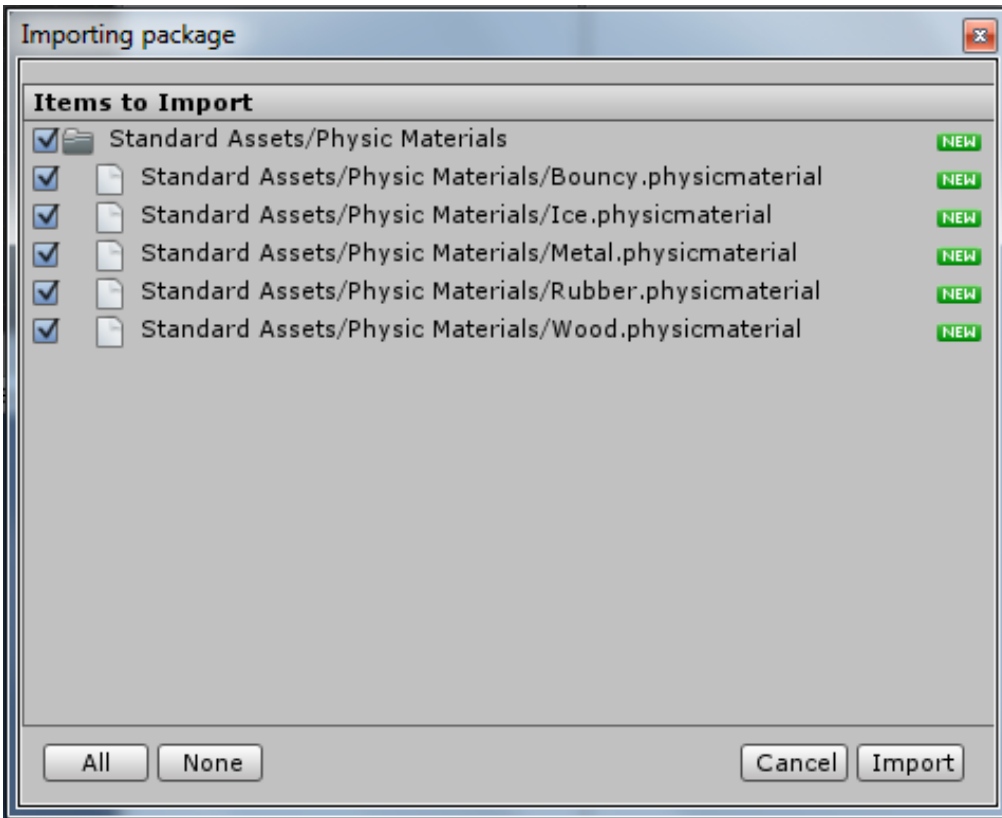 Importing package
Items to Import
Standard Assets/Physic Materials NEW
Standard Assets/Physic Materials/Bouncy.physicmaterial NEW
Standard Assets/Physic Materials/Ice.physicmaterial NEW
Standard Assets/Physic Materials/Metal.physicmaterial NEW
Standard Assets/Physic Materials/Rubber.physicmaterial NEW
Standard Assets/Physic Materials/Wood.physicmaterial NEW
All None Cancel Import